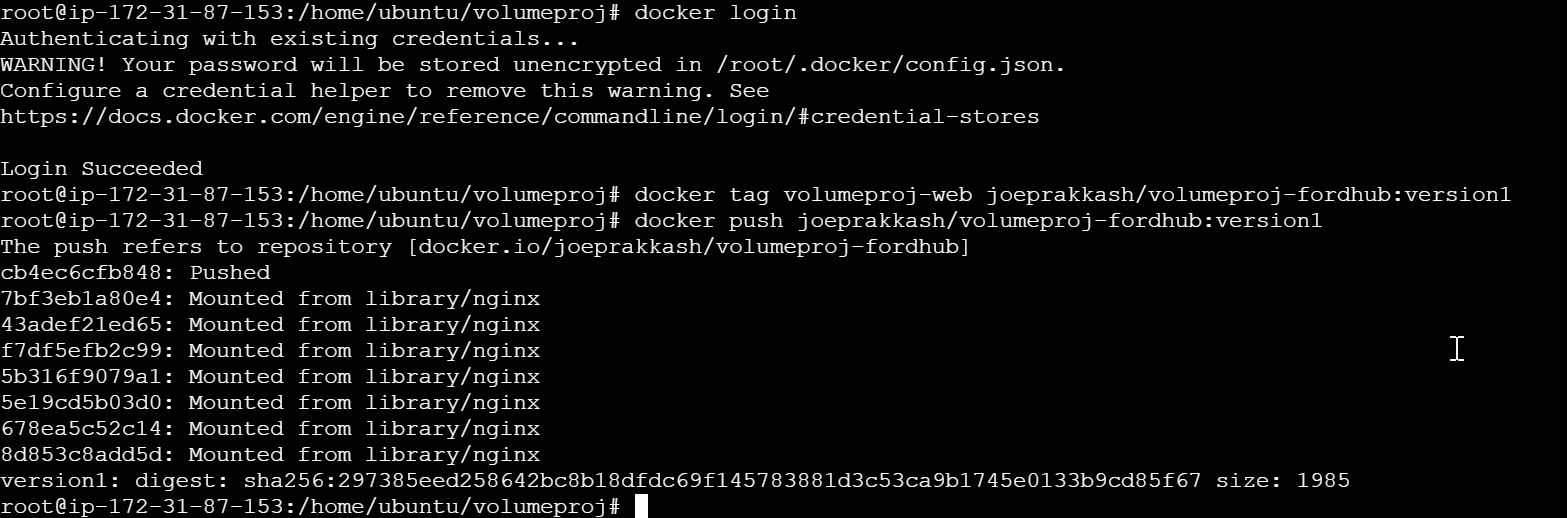 root@ip-172-31-87-153:/home/ubuntu/volumeproj# docker login
Authenticating with existing credentials...
WARNING! Your password will be stored unencrypted in /root/.docker/config.json.
Configure a credential helper to remove this warning. See
https://docs.docker.com/engine/reference/commandline/login/#credential-stores

Login Succeeded
root@ip-172-31-87-153:/home/ubuntu/volumeproj# docker tag volumeproj-web joeprakkash/volumeproj-fordhub:version1
root@ip-172-31-87-153:/home/ubuntu/volumeproj# docker push joeprakkash/volumeproj-fordhub:version1
The push refers to repository [docker.io/joeprakkash/volumeproj-fordhub]
cb4ec6cfb848: Pushed
7bf3eb1a80e4: Mounted from library/nginx
43adef21ed65: Mounted from library/nginx
f7df5efb2c99: Mounted from library/nginx
5b316f9079a1: Mounted from library/nginx
5e19cd5b03d0: Mounted from library/nginx
678ea5c52c14: Mounted from library/nginx
8d853c8add5d: Mounted from library/nginx
version1: digest: sha256:297385eed258642bc8b18dfdc69f145783881d3c53ca9b1745e0133b9cd85f67 size: 1985
root@ip-172-31-87-153:/home/ubuntu/volumeproj#